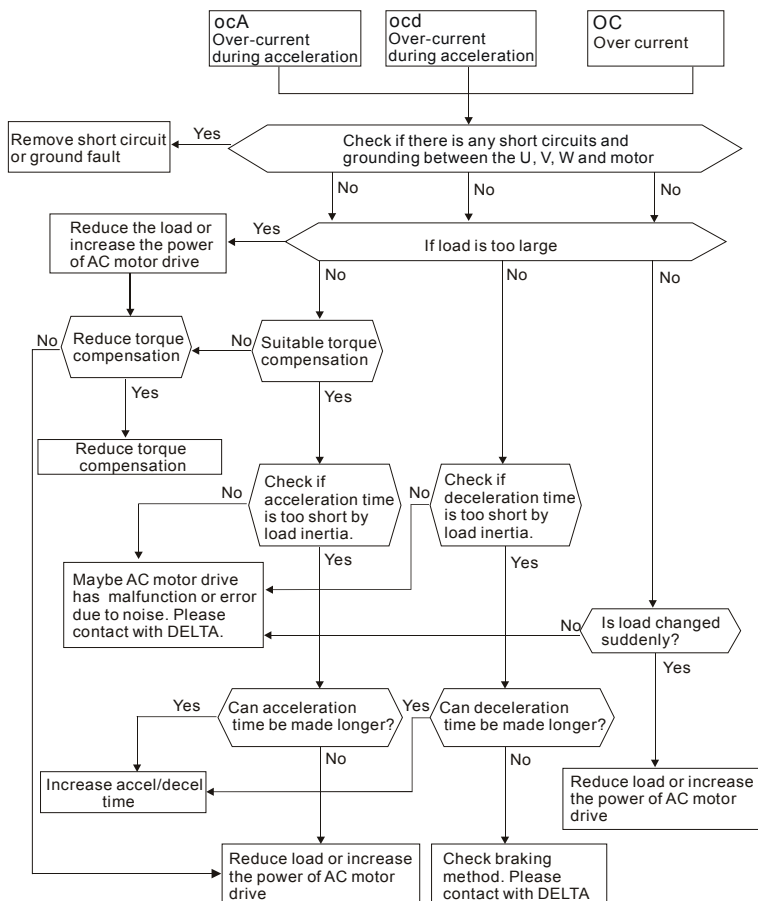 ocA
Over-current
during acceleration
ocd
Over-current
during acceleration
OC
Over current
Remove short circuit
or ground fault
Yes
Check if there is any short circuits and
grounding between the U, V, W and motor
No
No
No
Reduce the load or
increase the power
of AC motor drive
Yes
If load is too large
No
No
No
No
Reduce torque
compensation
No
Suitable torque
compensation
Yes
Yes
Reduce torque
compensation
No
Check if
acceleration time
is too short by
load inertia.
No
Check if
deceleration time
is too short by
load inertia.
Yes
Yes
Maybe AC motor drive
has malfunction or error
due to noise. Please
contact with DELTA.
No
Is load changed
suddenly?
Yes
Yes
Can acceleration
time be made longer?
Yes
Can deceleration
time be made longer?
No
No
Increase accel/decel
time
Reduce load or increase
the power of AC motor
drive
Reduce load or increase
the power of AC motor
drive
Check braking
method. Please
contact with DELTA